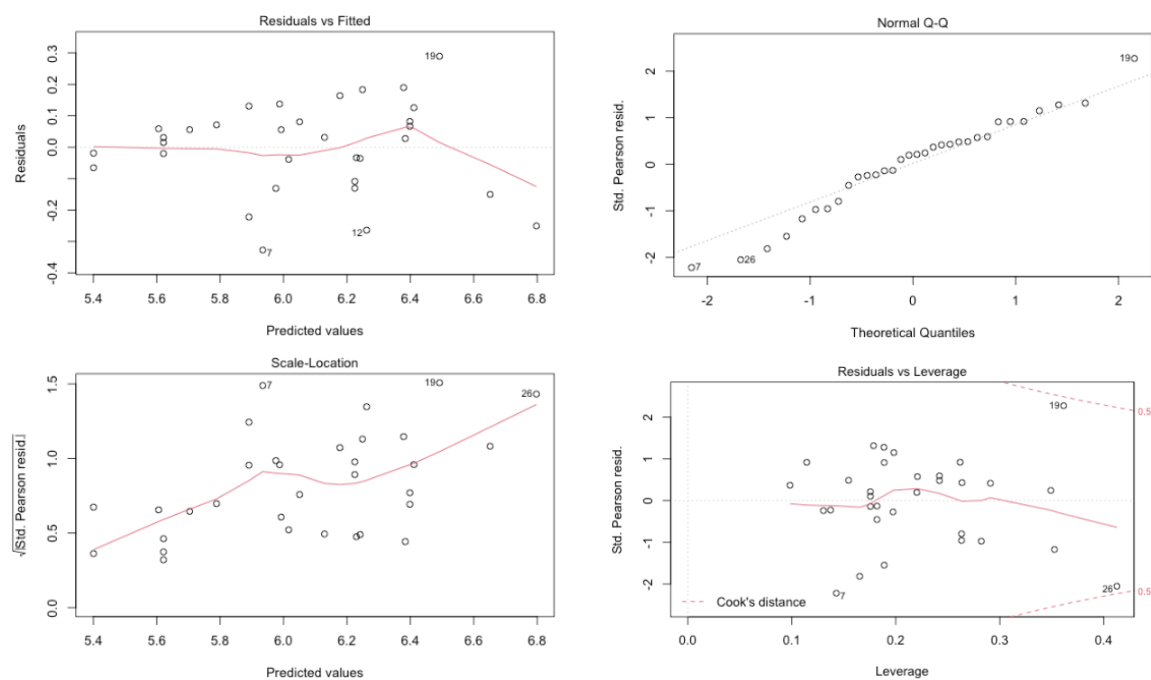 Residuals vs Fitted
Residuals
0.3
0.2
0.1
0.0
-0.2
-0.4
19
7
12
5.4 5.6 5.8 6.0 6.2 6.4 6.6 6.8
Predicted values
Normal Q-Q
Std. Pearson resid.
2
1
0
-1
-2
19
7
26
-2 -1 0 1 2
Theoretical Quantiles
Scale-Location
√|Std. Pearson resid.|
1.5
1.0
0.5
0.0
7
19
26
5.4 5.6 5.8 6.0 6.2 6.4 6.6 6.8
Predicted values
Residuals vs Leverage
Std. Pearson resid.
2
1
0
-1
-2
19
0.5
7
26
0.5
Cook's distance
0.0 0.1 0.2 0.3 0.4
Leverage